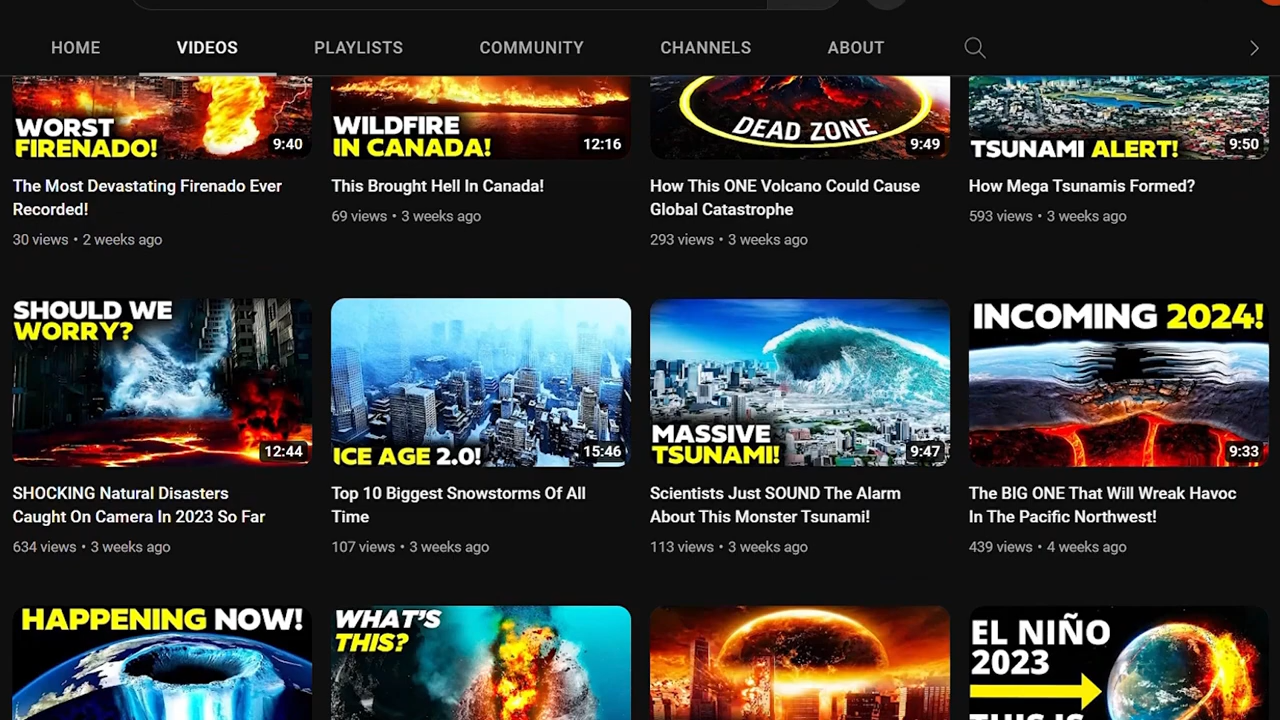 HOME
VIDEOS
PLAYLISTS
COMMUNITY
CHANNELS
ABOUT
WORST
FIRENADO!
9:40
WILDFIRE
IN CANADA!
12:16
DEAD ZONE
9:49
TSUNAMI ALERT!
9:50
The Most Devastating Firenado Ever
Recorded!
30 views • 2 weeks ago
This Brought Hell In Canada!
69 views • 3 weeks ago
How This ONE Volcano Could Cause
Global Catastrophe
293 views • 3 weeks ago
How Mega Tsunamis Formed?
593 views • 3 weeks ago
SHOULD WE
WORRY?
12:44
ICE AGE 2.0!
15:46
MASSIVE
TSUNAMI!
9:47
INCOMING 2024!
9:33
SHOCKING Natural Disasters
Caught On Camera In 2023 So Far
634 views • 3 weeks ago
Top 10 Biggest Snowstorms Of All
Time
107 views • 3 weeks ago
Scientists Just SOUND The Alarm
About This Monster Tsunami!
113 views • 3 weeks ago
The BIG ONE That Will Wreak Havoc
In The Pacific Northwest!
439 views • 4 weeks ago
HAPPENING NOW!
WHAT'S
THIS?
EL NIÑO
2023
THIS IS